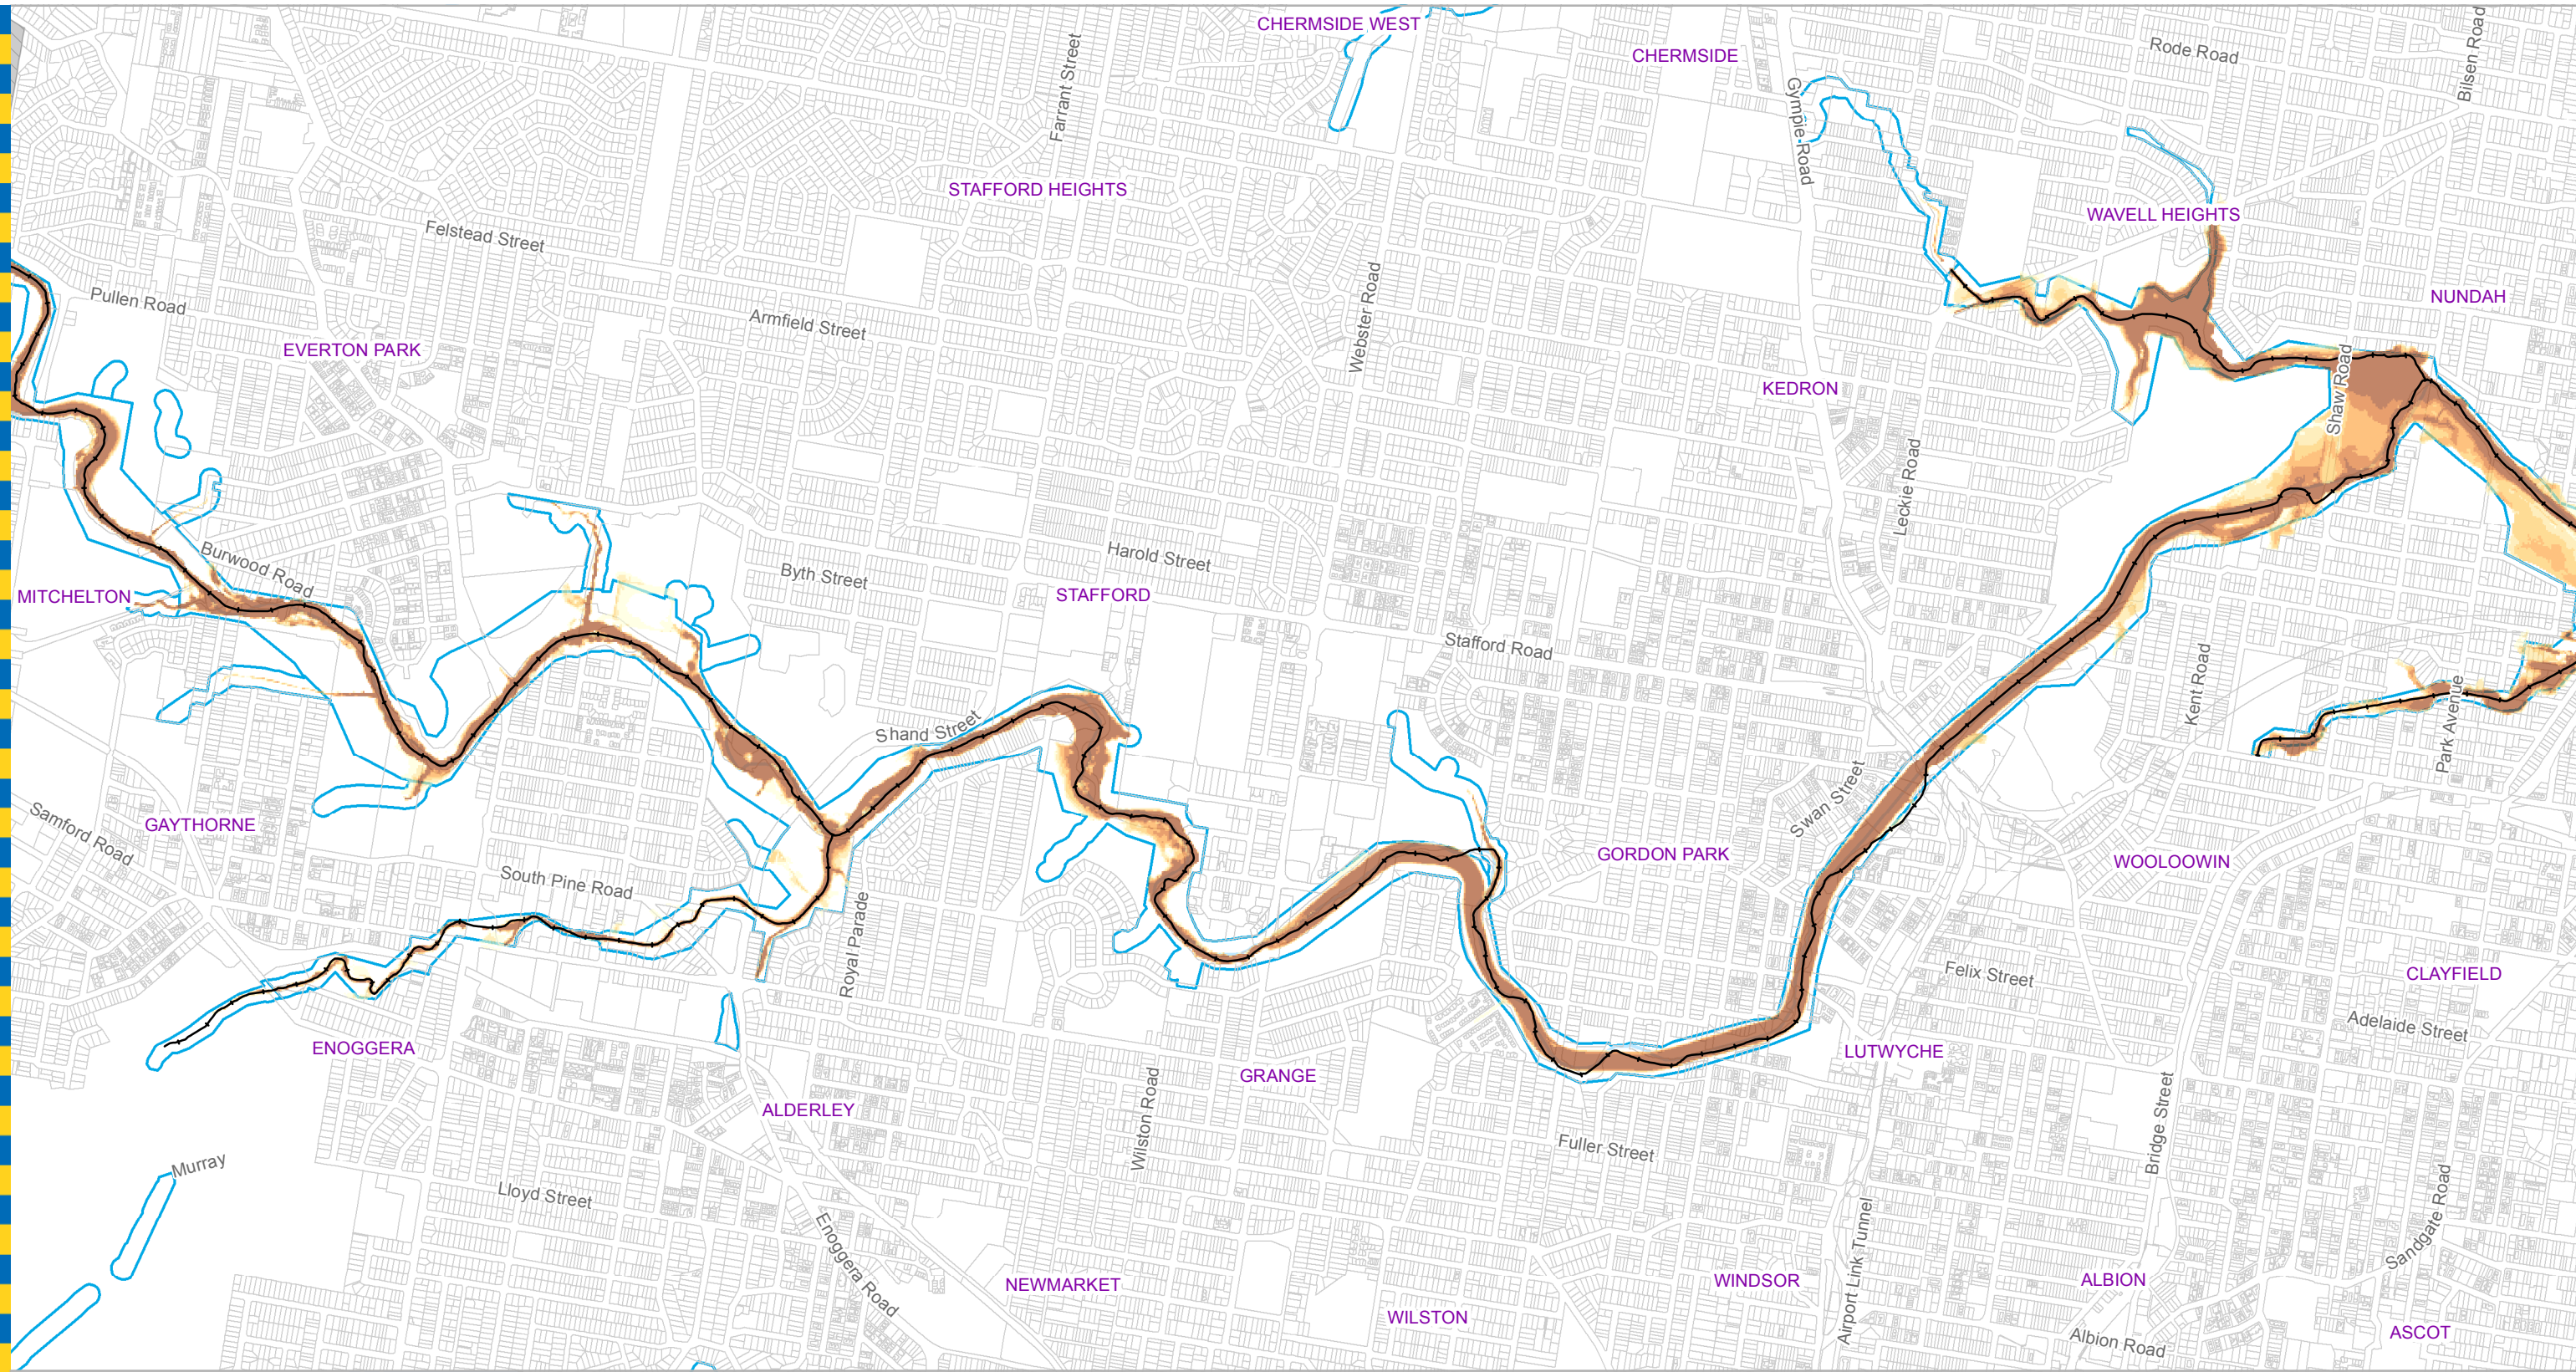 CHERMSIDE WEST
CHERMSIDE
Rode Road
Bilsen Road
Farrant Street
Gympie Road
STAFFORD HEIGHTS
WAVELL HEIGHTS
Felstead Street
Pullen Road
NUNDAH
Armfield Street
Webster Road
EVERTON PARK
KEDRON
Shaw Road
Leckie Road
Burwood Road
Harold Street
Byth Street
MITCHELTON
STAFFORD
Stafford Road
Kent Road
Park Avenue
Shand Street
Swan Street
Samford Road
GAYTHORNE
GORDON PARK
WOOLOOWIN
South Pine Road
Royal Parade
Felix Street
CLAYFIELD
Adelaide Street
ENOGGERA
LUTWYCHE
GRANGE
ALDERLEY
Wilston Road
Bridge Street
Fuller Street
Murray
Lloyd Street
Sandgate Road
Enoggera Road
Airport Link Tunnel
NEWMARKET
WINDSOR
ALBION
WILSTON
Albion Road
ASCOT